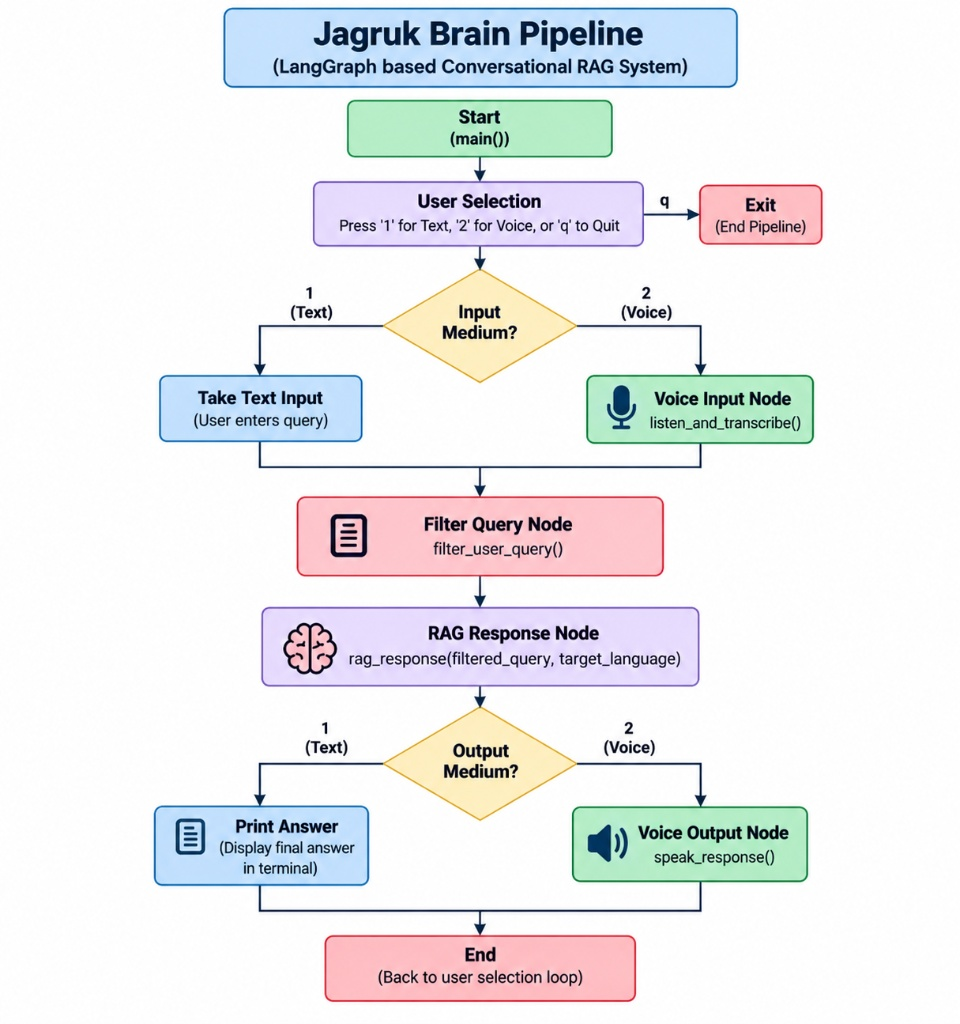 Jagruk Brain Pipeline
(LangGraph based Conversational RAG System)
Start
(main())
User Selection
Press '1' for Text, '2' for Voice, or 'q' to Quit
q
Exit
(End Pipeline)
Input
Medium?
1
(Text)
2
(Voice)
Take Text Input
(User enters query)
Voice Input Node
listen_and_transcribe()
Filter Query Node
filter_user_query()
RAG Response Node
rag_response(filtered_query, target_language)
Output
Medium?
1
(Text)
2
(Voice)
Print Answer
(Display final answer
in terminal)
Voice Output Node
speak_response()
End
(Back to user selection loop)